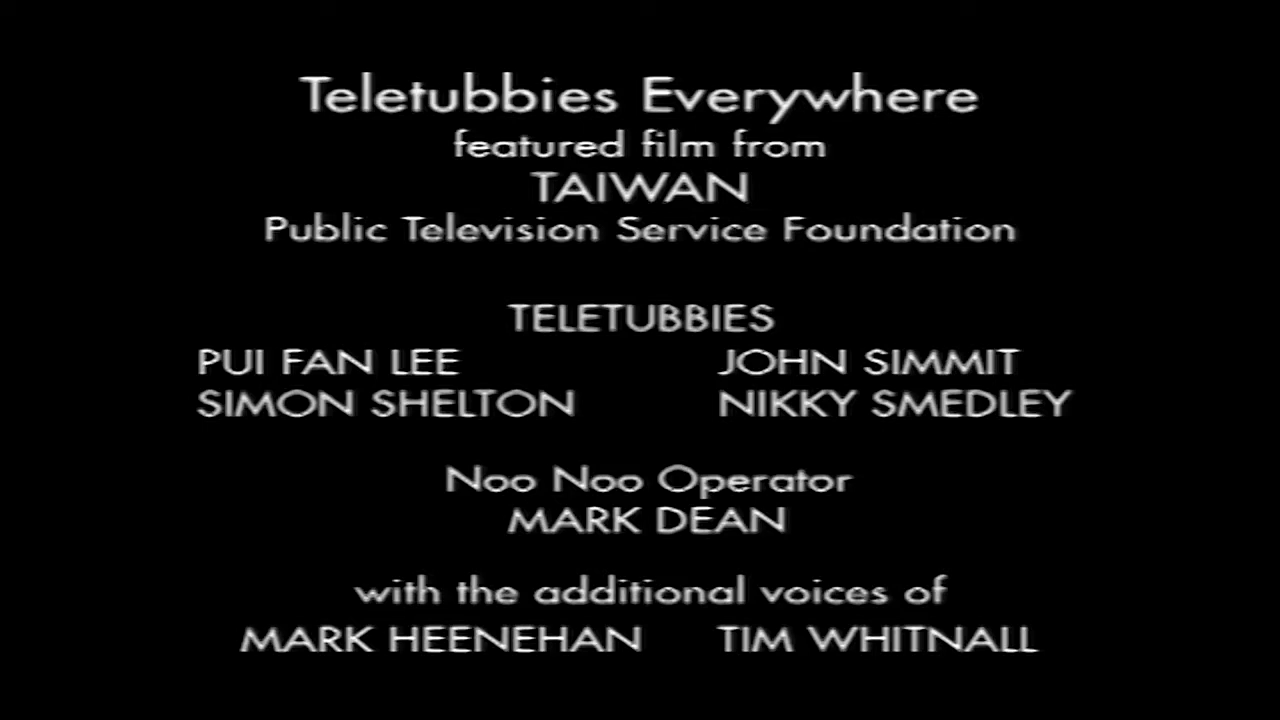 Teletubbies Everywhere
featured film from
TAIWAN
Public Television Service Foundation
TELETUBBIES
PUI FAN LEE JOHN SIMMIT
SIMON SHELTON NIKKY SMEDLEY
Noo Noo Operator
MARK DEAN
with the additional voices of
MARK HEENEHAN TIM WHITNALL